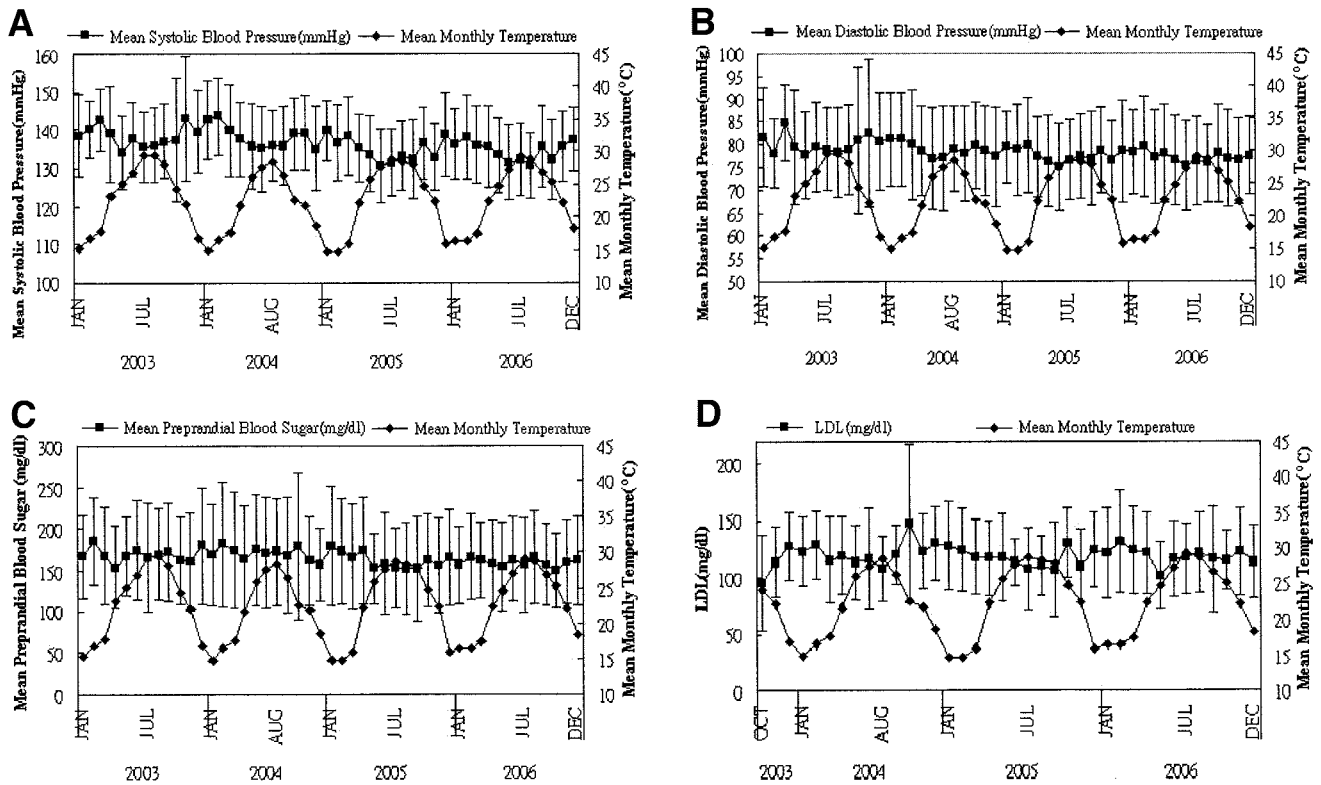 A
Mean Systolic Blood Pressure(mmHg) Mean Monthly Temperature
Mean Systolic Blood Pressure(mmHg)
160
150
140
130
120
110
100
45
40
35
30
25
20
15
10
Mean Monthly Temperature(°C)
JAN JUL JAN AUG JAN JUL JAN JUL DEC
2003 2004 2005 2006
B
Mean Diastolic Blood Pressure(mmHg) Mean Monthly Temperature
Mean Diastolic Blood Pressure(mmHg)
100
95
90
85
80
75
70
65
60
55
50
45
40
35
30
25
20
15
10
Mean Monthly Temperature(°C)
JAN JUL JAN AUG JAN JUL JAN JUL DEC
2003 2004 2005 2006
C
Mean Preprandial Blood Sugar(mg/dl) Mean Monthly Temperature
Mean Preprandial Blood Sugar (mg/dl)
300
250
200
150
100
50
0
45
40
35
30
25
20
15
10
Mean Monthly Temperature(°C)
JAN JUL JAN AUG JAN JUL JAN JUL DEC
2003 2004 2005 2006
D
LDL(mg/dl) Mean Monthly Temperature
LDL(mg/dl)
200
150
100
50
0
45
40
35
30
25
20
15
10
Mean Monthly Temperature(°C)
OCT JAN AUG JAN JUL JAN JUL DEC
2003 2004 2005 2006